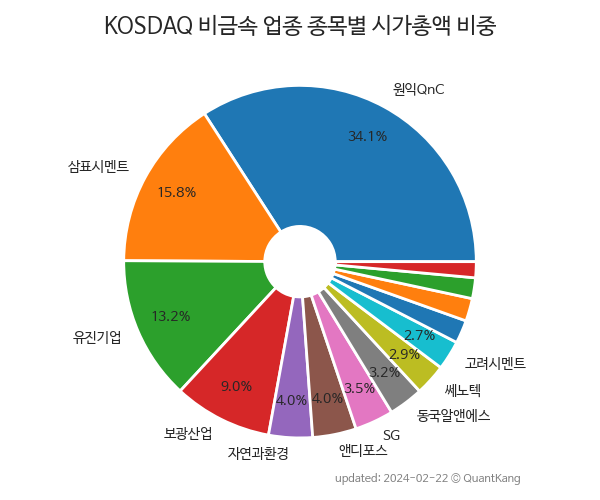 KOSDAQ 비금속 업종 종목별 시가총액 비중
원익QnC
34.1%
삼표시멘트
15.8%
유진기업
13.2%
보광산업
9.0%
자연과환경
4.0%
앤디포스
4.0%
SG
3.5%
동국알앤에스
3.2%
쎄노텍
2.9%
고려시멘트
2.7%
updated: 2024-02-22 © QuantKang